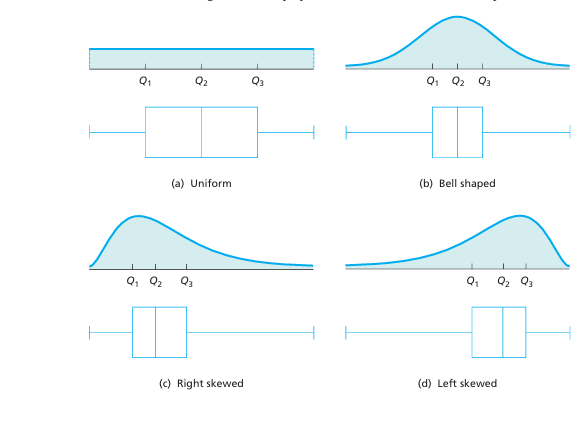 Q1 Q2 Q3
Q1 Q2 Q3
(a) Uniform
(b) Bell shaped
Q1 Q2 Q3
Q1 Q2 Q3
(c) Right skewed
(d) Left skewed